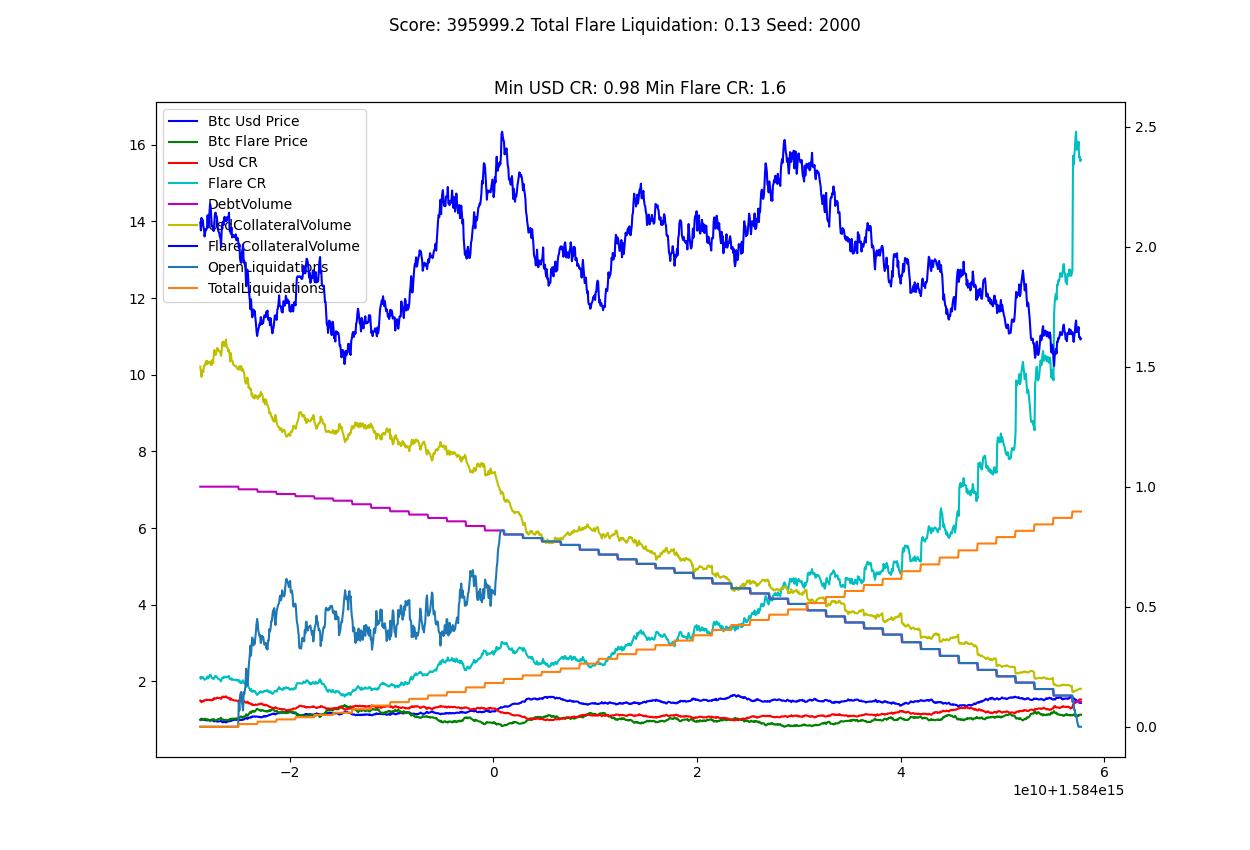 Score: 395999.2 Total Flare Liquidation: 0.13 Seed: 2000
Min USD CR: 0.98 Min Flare CR: 1.6
Btc Usd Price
Btc Flare Price
Usd CR
Flare CR
DebtVolume
UsdCollateralVolume
FlareCollateralVolume
OpenLiquidations
TotalLiquidations
16
14
12
10
8
6
4
2
2.5
2.0
1.5
1.0
0.5
0.0
−2
0
2
4
6
1e10+1.584e15